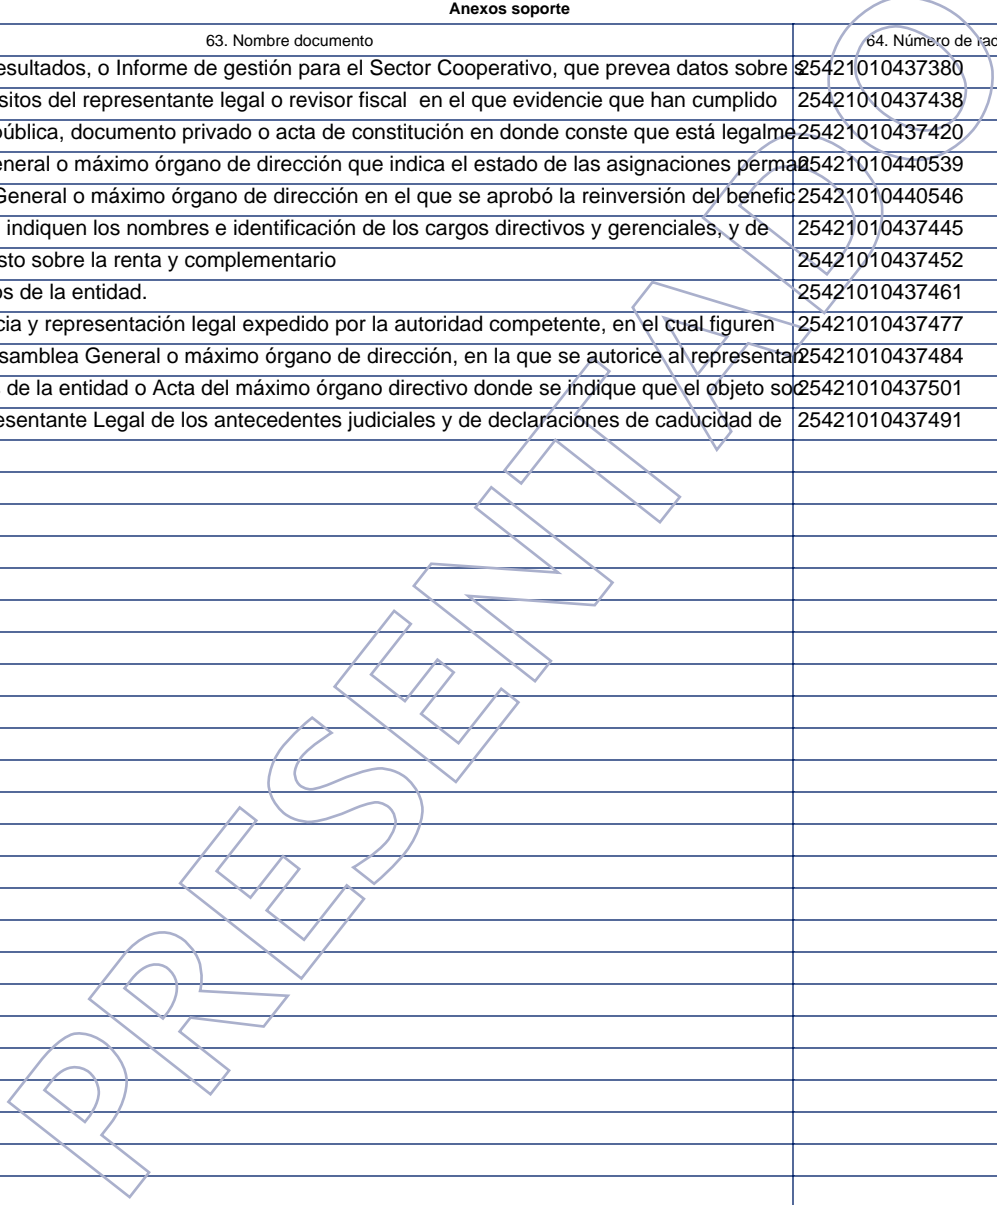 Anexos soporte
63. Nombre documento 64. Número de rad
esultados, o Informe de gestión para el Sector Cooperativo, que prevea datos sobre s 25421010437380
sitos del representante legal o revisor fiscal en el que evidencie que han cumplido 25421010437438
pública, documento privado o acta de constitución en donde conste que está legalme 25421010437420
eneral o máximo órgano de dirección que indica el estado de las asignaciones perman 25421010440539
General o máximo órgano de dirección en el que se aprobó la reinversión del benefic 25421010440546
indiquen los nombres e identificación de los cargos directivos y gerenciales, y de 25421010437445
sto sobre la renta y complementario 25421010437452
os de la entidad. 25421010437461
cia y representación legal expedido por la autoridad competente, en el cual figuren 25421010437477
samblea General o máximo órgano de dirección, en la que se autorice al representan 25421010437484
s de la entidad o Acta del máximo órgano directivo donde se indique que el objeto soc 25421010437501
esentante Legal de los antecedentes judiciales y de declaraciones de caducidad de 25421010437491
PRESENTADO